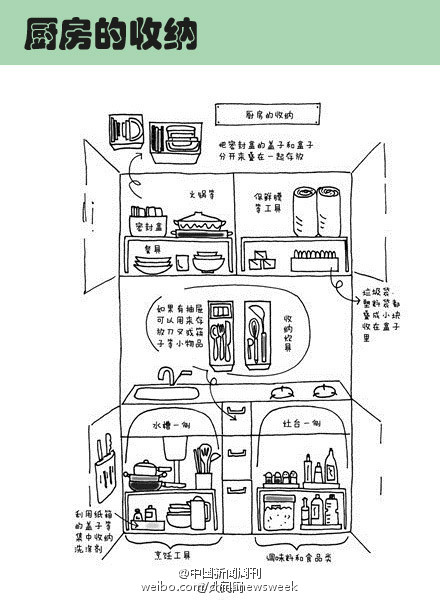 厨房的收纳
厨房的收纳
把密封盒的盖子和盒子
分开来叠在一起存放
火锅等
密封盒
保鲜膜
等工具
餐具
垃圾袋、
塑料袋都
叠成小块
收在盒子
里
如果有抽屉
可以用来存
放刀叉或筷
子等小物品
收纳炊具
水槽一侧
灶台一侧
利用纸箱
的盖子等
集中收纳
洗涤剂
烹饪工具
调味料和食品类
@中国新闻周刊
weibo.com/chinanewsweek